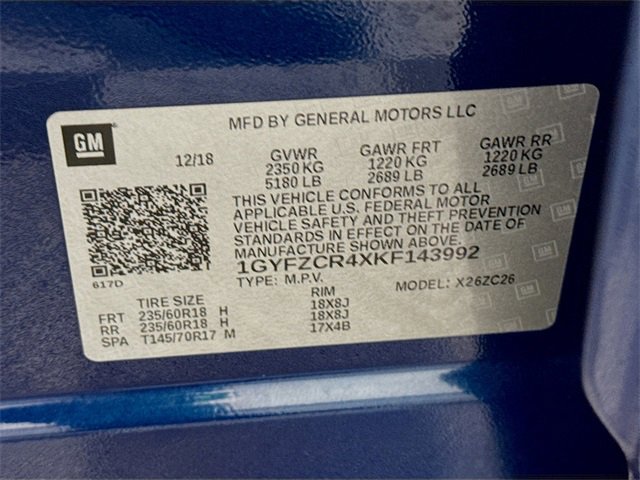 GM
MFD BY GENERAL MOTORS LLC
12/18
GVWR
2350 KG
5180 LB
GAWR FRT
1220 KG
2689 LB
GAWR RR
1220 KG
2689 LB
THIS VEHICLE CONFORMS TO ALL
APPLICABLE U.S. FEDERAL MOTOR
VEHICLE SAFETY AND THEFT PREVENTION
STANDARDS IN EFFECT ON THE DATE OF
MANUFACTURE SHOWN ABOVE.
1GYFZCR4XKF143992
617D
TYPE: M.P.V.
MODEL: X26ZC26
TIRE SIZE RIM
FRT 235/60R18 H 18X8J
RR 235/60R18 H 18X8J
SPA T145/70R17 M 17X4B